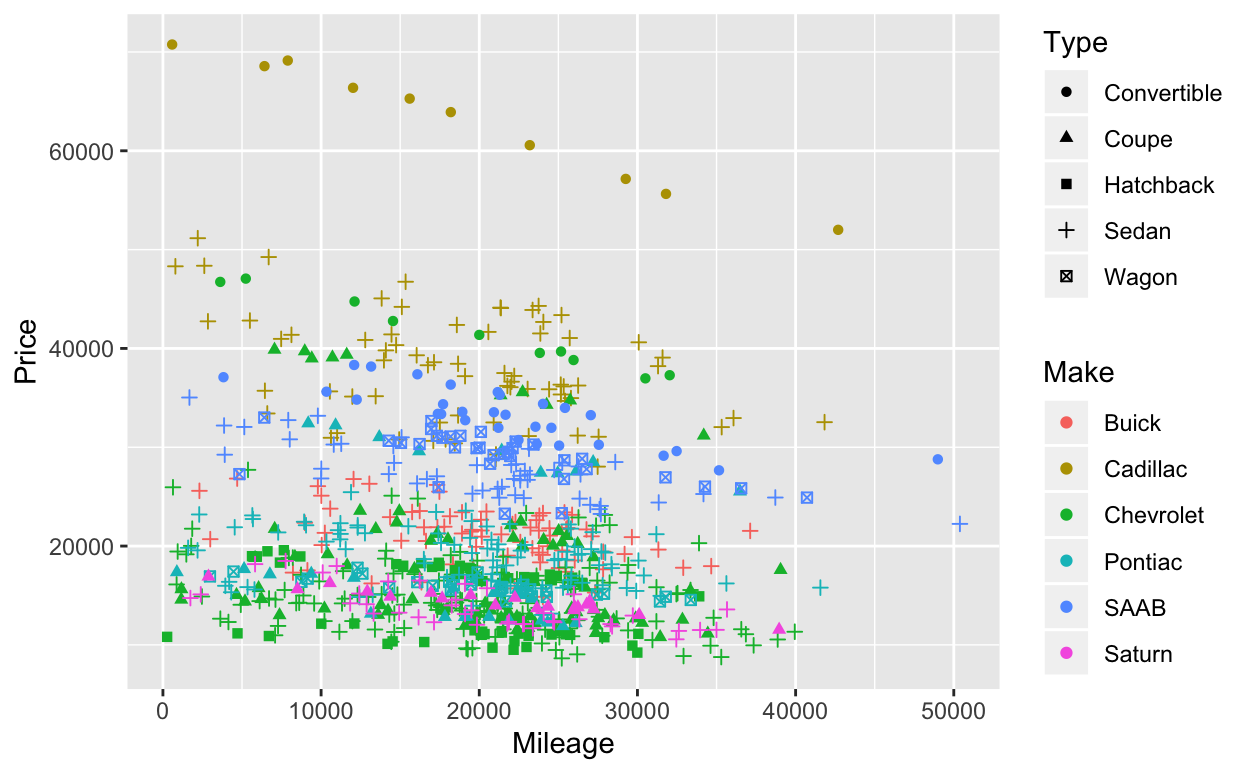 Price
60000
40000
20000
0 10000 20000 30000 40000 50000
Mileage
Type
Convertible
Coupe
Hatchback
Sedan
Wagon
Make
Buick
Cadillac
Chevrolet
Pontiac
SAAB
Saturn